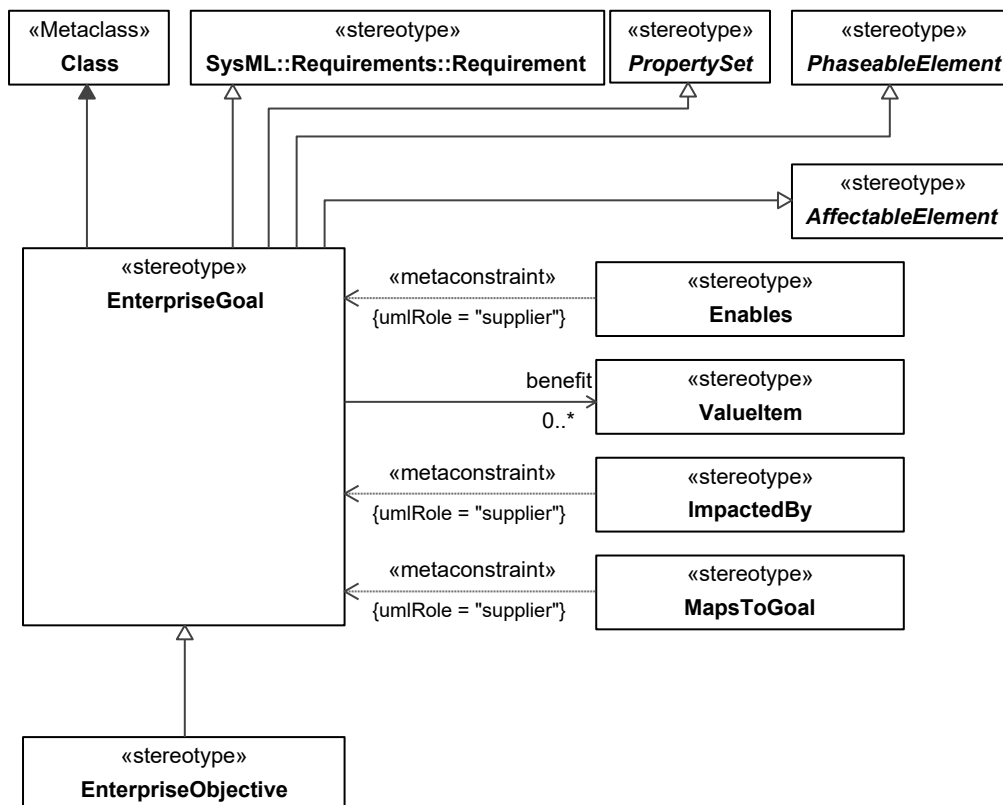 «Metaclass»
Class
«stereotype»
SysML::Requirements::Requirement
«stereotype»
PropertySet
«stereotype»
PhaseableElement
«stereotype»
AffectableElement
«stereotype»
EnterpriseGoal
«metaconstraint»
{umlRole = "supplier"}
«stereotype»
Enables
benefit
0..*
«stereotype»
ValueItem
«metaconstraint»
{umlRole = "supplier"}
«stereotype»
ImpactedBy
«metaconstraint»
{umlRole = "supplier"}
«stereotype»
MapsToGoal
«stereotype»
EnterpriseObjective